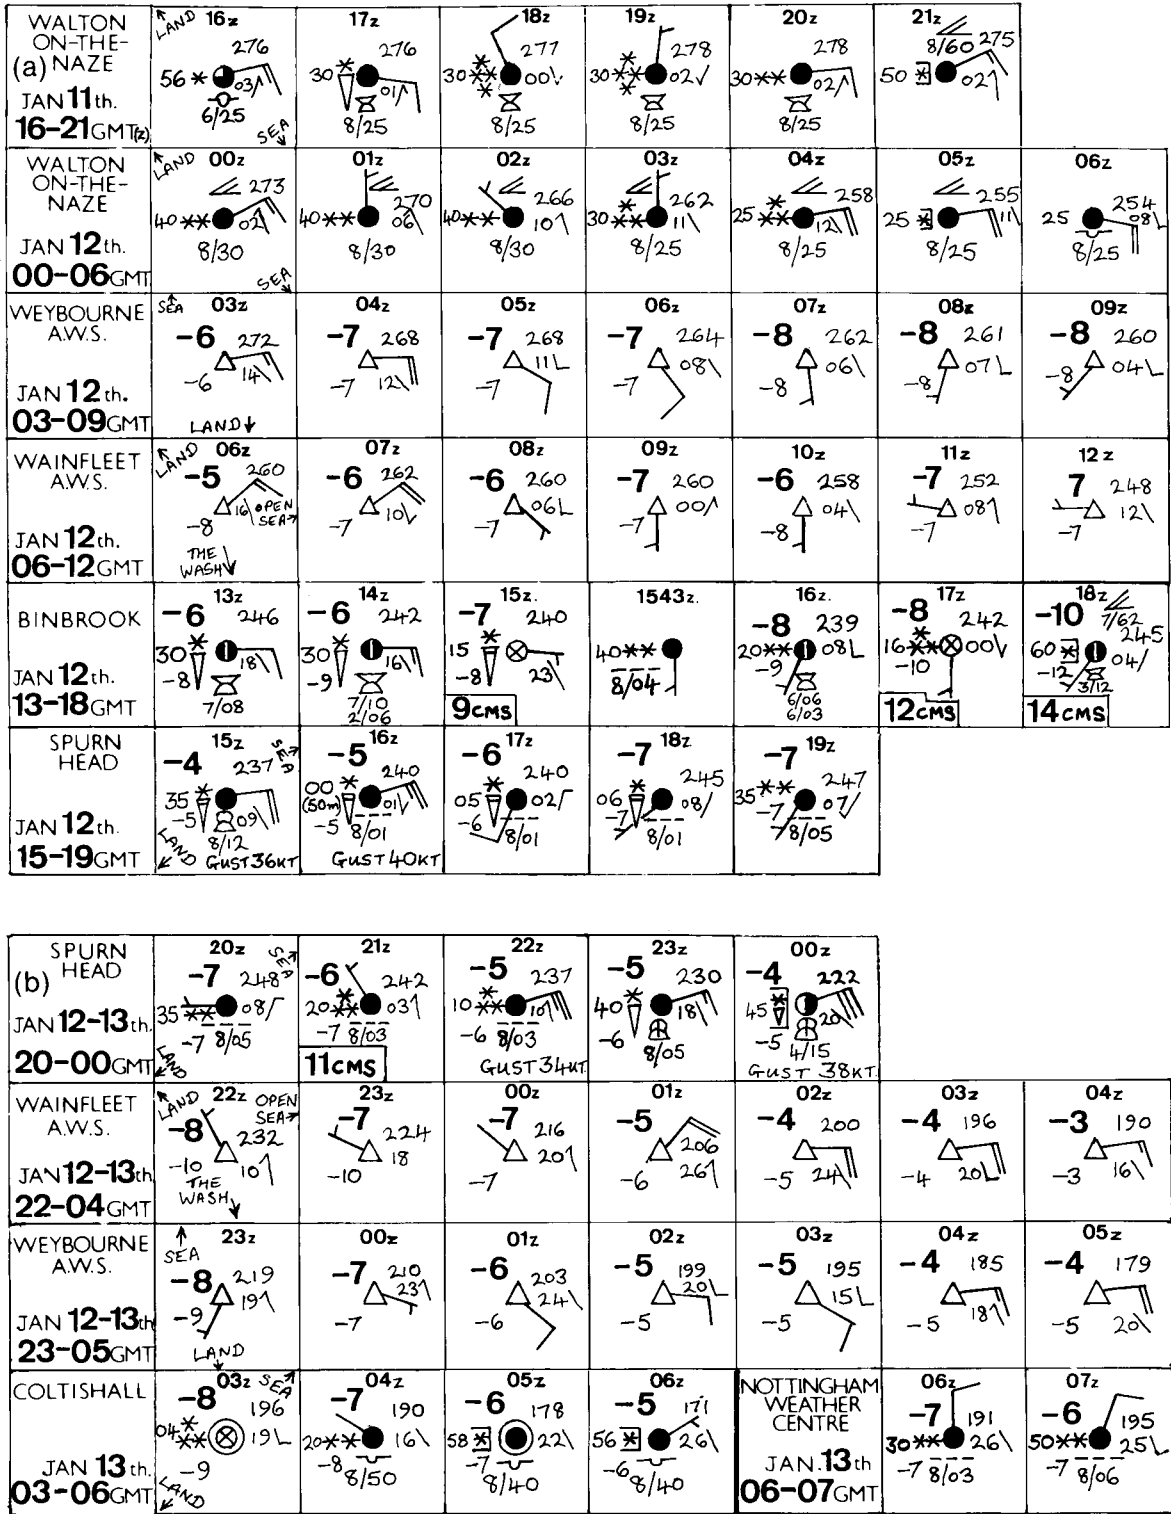 WALTON
ON-THE-
(a) NAZE
JAN 11th.
16-21GMT(z)
LAND
16z
276
56
03
6/25
SEA
17z
276
30
01
8/25
18z
277
30
00
8/25
19z
278
30
02
8/25
20z
278
30
02
8/25
21z
8/60 275
50
02
WALTON
ON-THE-
NAZE
JAN 12th.
00-06GMT
LAND
00z
273
40
02
8/30
SEA
01z
270
40
06
8/30
02z
266
40
10
8/30
03z
262
30
11
8/25
04z
258
25
12
8/25
05z
255
25
11
8/25
06z
254
25
08
8/25
WEYBOURNE
A.W.S.
JAN 12th.
03-09GMT
SEA
03z
-6 272
-6 14
LAND
04z
-7 268
-7 12
05z
-7 268
-7 11
06z
-7 264
-7 08
07z
-8 262
-8 06
08z
-8 261
-8 07
09z
-8 260
-8 04
WAINFLEET
A.W.S.
JAN 12th.
06-12GMT
LAND
06z
-5 260
16 OPEN
SEA
-8
THE
WASH
07z
-6 262
-7 10
08z
-6 260
-7 06
09z
-7 260
-7 00
10z
-6 258
-8 04
11z
-7 252
-7 08
12z
7 248
-7 12
BINBROOK
JAN 12th.
13-18GMT
13z
-6 246
30 18
-8
7/08
14z
-6 242
30 16
-9
7/10
2/06
15z.
-7 240
15
-8 23
9CMS
1543z.
40
8/04
16z.
-8 239
20 08
-9
6/06
6/03
17z
-8 242
16 00
-10
12CMS
18z
-10 7/62
245
60 04
-12
3/12
14CMS
SPURN
HEAD
JAN 12th.
15-19GMT
15z
SEA
-4 237
35
-5 09
8/12
LAND
GUST 36KT
16z
-5 240
00
(50m) 01
-5 8/01
GUST 40KT
17z
-6 240
05 02
-6 8/01
18z
-7 245
06 08
-7
8/01
19z
-7 247
35 07
-7
8/05
SPURN
HEAD
(b)
JAN 12-13th.
20-00GMT
20z
SEA
-7 248
35 08
-7 8/05
LAND
21z
-6 242
20 03
-7 8/03
11CMS
22z
-5 237
10 10
-6 8/03
GUST 34KT
23z
-5 230
40 18
-6
8/05
00z
-4 222
45 20
-5 4/15
GUST 38KT
WAINFLEET
A.W.S.
JAN 12-13th
22-04GMT
LAND
22z OPEN
SEA
-8 232
-10 10
THE
WASH
23z
-7 224
-10 18
00z
-7 216
-7 20
01z
-5 206
-6 26
02z
-4 200
-5 24
03z
-4 196
-4 20
04z
-3 190
-3 16
WEYBOURNE
A.W.S.
JAN 12-13th
23-05GMT
SEA
23z
-8 219
-9 19
LAND
00z
-7 210
23
-7
01z
-6 203
24
-6
02z
-5 199
20
-5
03z
-5 195
15
-5
04z
-4 185
18
-5
05z
-4 179
-5 20
COLTISHALL
JAN 13th.
03-06GMT
03z SEA
-8 196
04 19
-9
LAND
04z
-7 190
20 16
-8
8/50
05z
-6 178
58 22
-7
8/40
06z
-5 171
56 26
-6
8/40
NOTTINGHAM
WEATHER
CENTRE
JAN.13th
06-07GMT
06z
-7 191
30 26
-7 8/03
07z
-6 195
50 25
-7 8/06